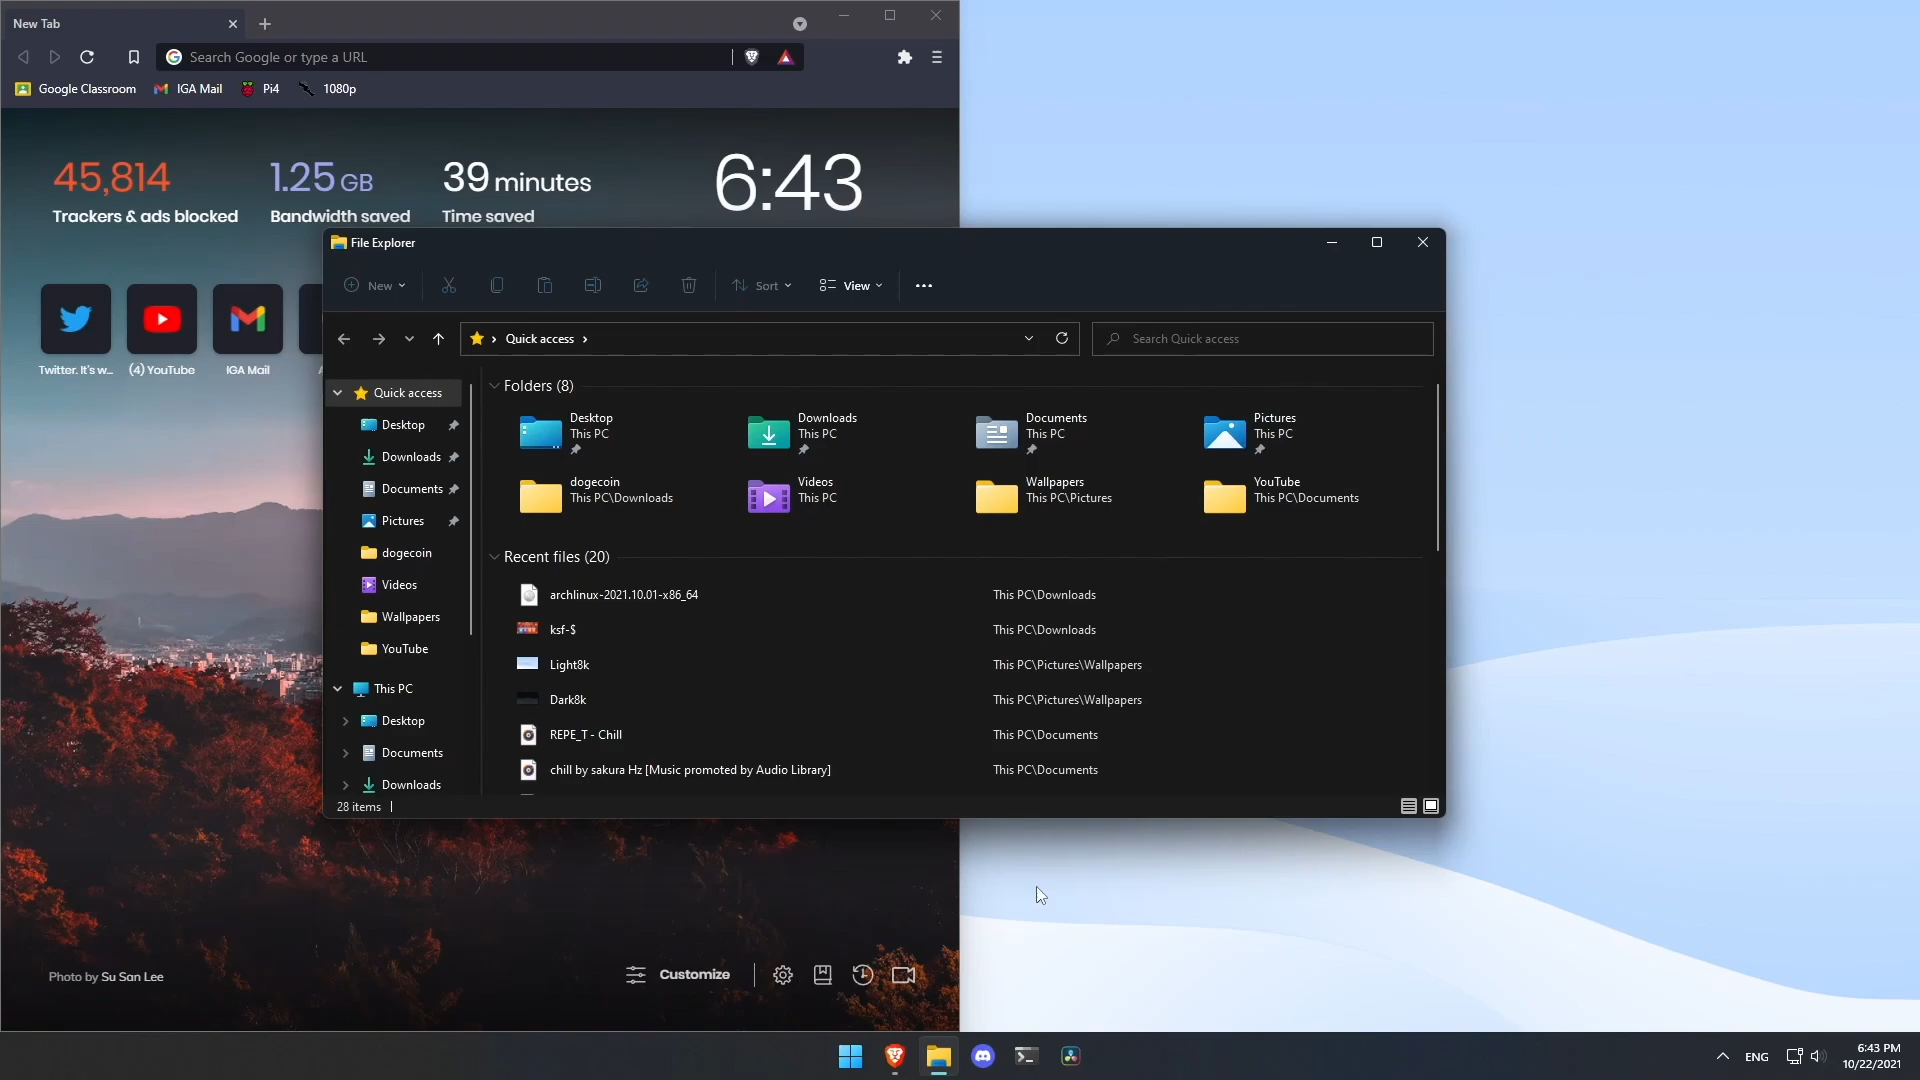 New Tab
Search Google or type a URL
Google Classroom
IGA Mail
Pi4
1080p
45,814
Trackers & ads blocked
1.25 GB
Bandwidth saved
39 minutes
Time saved
6:43
Twitter. It's w...
(4) YouTube
IGA Mail
File Explorer
New
Sort
View
Quick access
Search Quick access
Quick access
Desktop
Downloads
Documents
Pictures
dogecoin
Videos
Wallpapers
YouTube
This PC
Desktop
Documents
Downloads
Folders (8)
Desktop
This PC
Downloads
This PC
Documents
This PC
Pictures
This PC
dogecoin
This PC\Downloads
Videos
This PC
Wallpapers
This PC\Pictures
YouTube
This PC\Documents
Recent files (20)
archlinux-2021.10.01-x86_64
This PC\Downloads
ksf-$
This PC\Downloads
Light8k
This PC\Pictures\Wallpapers
Dark8k
This PC\Pictures\Wallpapers
REPE_T - Chill
This PC\Documents
chill by sakura Hz [Music promoted by Audio Library]
This PC\Documents
28 items
Photo by Su San Lee
Customize
ENG
6:43 PM
10/22/2021